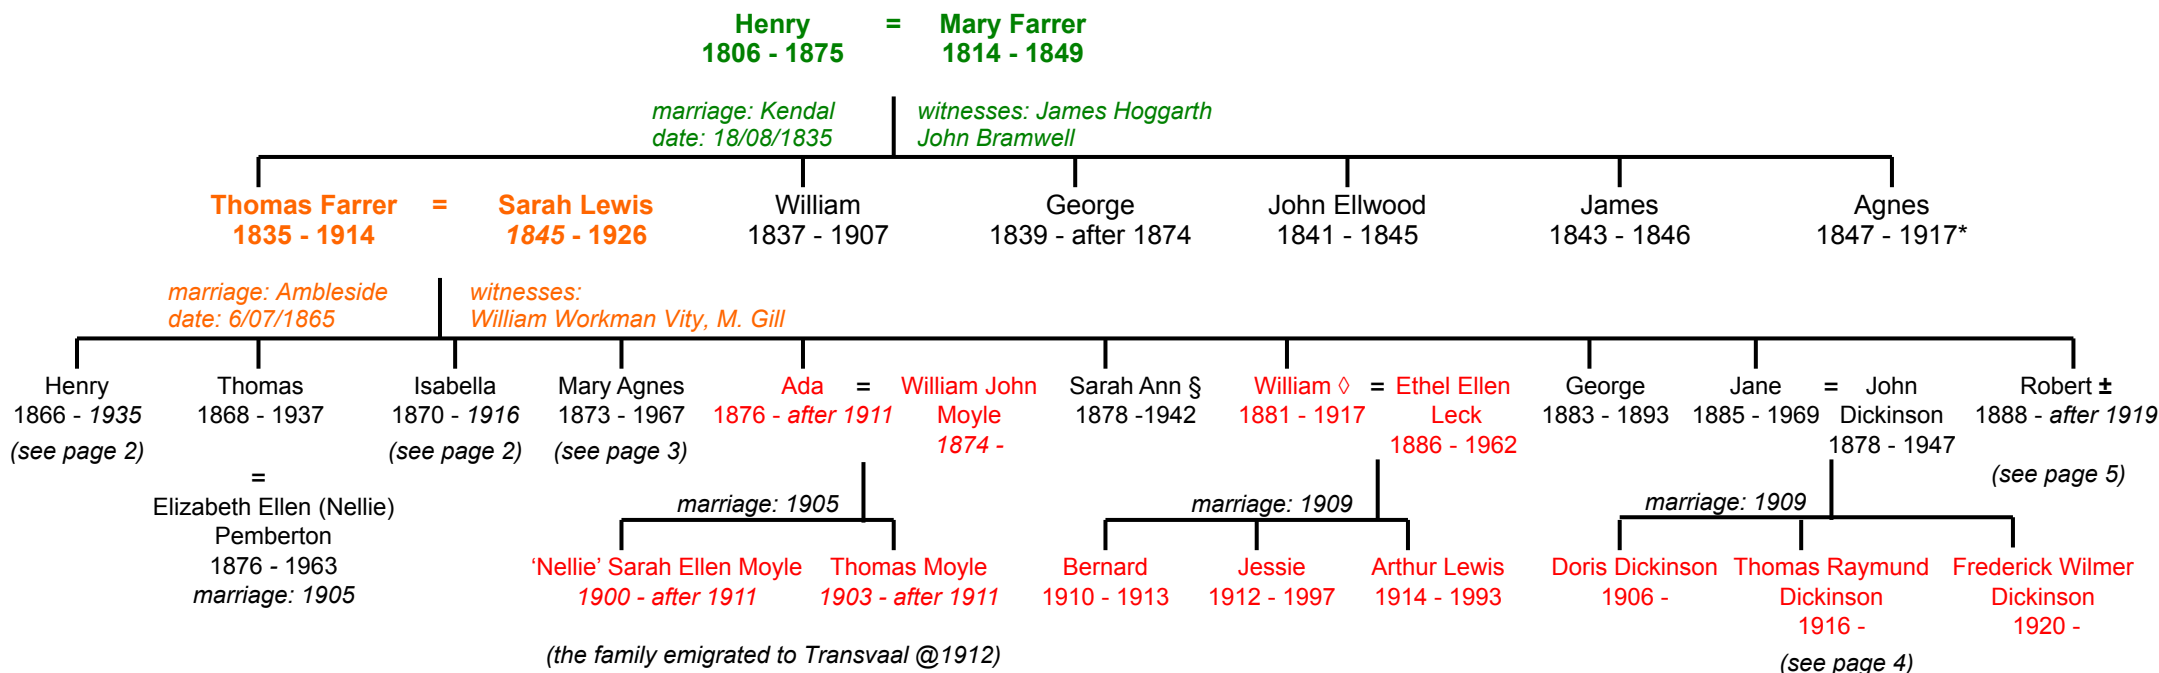 Henry = Mary Farrer
1806 - 1875 1814 - 1849
marriage: Kendal witnesses: James Hoggarth
date: 18/08/1835 John Bramwell
Thomas Farrer = Sarah Lewis
1835 - 1914 1845 - 1926
William
1837 - 1907
George
1839 - after 1874
John Ellwood
1841 - 1845
James
1843 - 1846
Agnes
1847 - 1917*
marriage: Ambleside witnesses:
date: 6/07/1865 William Workman Vity, M. Gill
Henry
1866 - 1935
(see page 2)
Thomas
1868 - 1937
=
Elizabeth Ellen (Nellie)
Pemberton
1876 - 1963
marriage: 1905
Isabella
1870 - 1916
(see page 2)
Mary Agnes
1873 - 1967
(see page 3)
Ada =
1876 - after 1911
William John
Moyle
1874 -
marriage: 1905
'Nellie' Sarah Ellen Moyle
1900 - after 1911
Thomas Moyle
1903 - after 1911
(the family emigrated to Transvaal @1912)
Sarah Ann §
1878 -1942
William ◊ =
1881 - 1917
Ethel Ellen
Leck
1886 - 1962
marriage: 1909
Bernard
1910 - 1913
Jessie
1912 - 1997
Arthur Lewis
1914 - 1993
George
1883 - 1893
Jane =
1885 - 1969
John
Dickinson
1878 - 1947
marriage: 1909
Doris Dickinson
1906 -
Thomas Raymund
Dickinson
1916 -
(see page 4)
Frederick Wilmer
Dickinson
1920 -
Robert ±
1888 - after 1919
(see page 5)